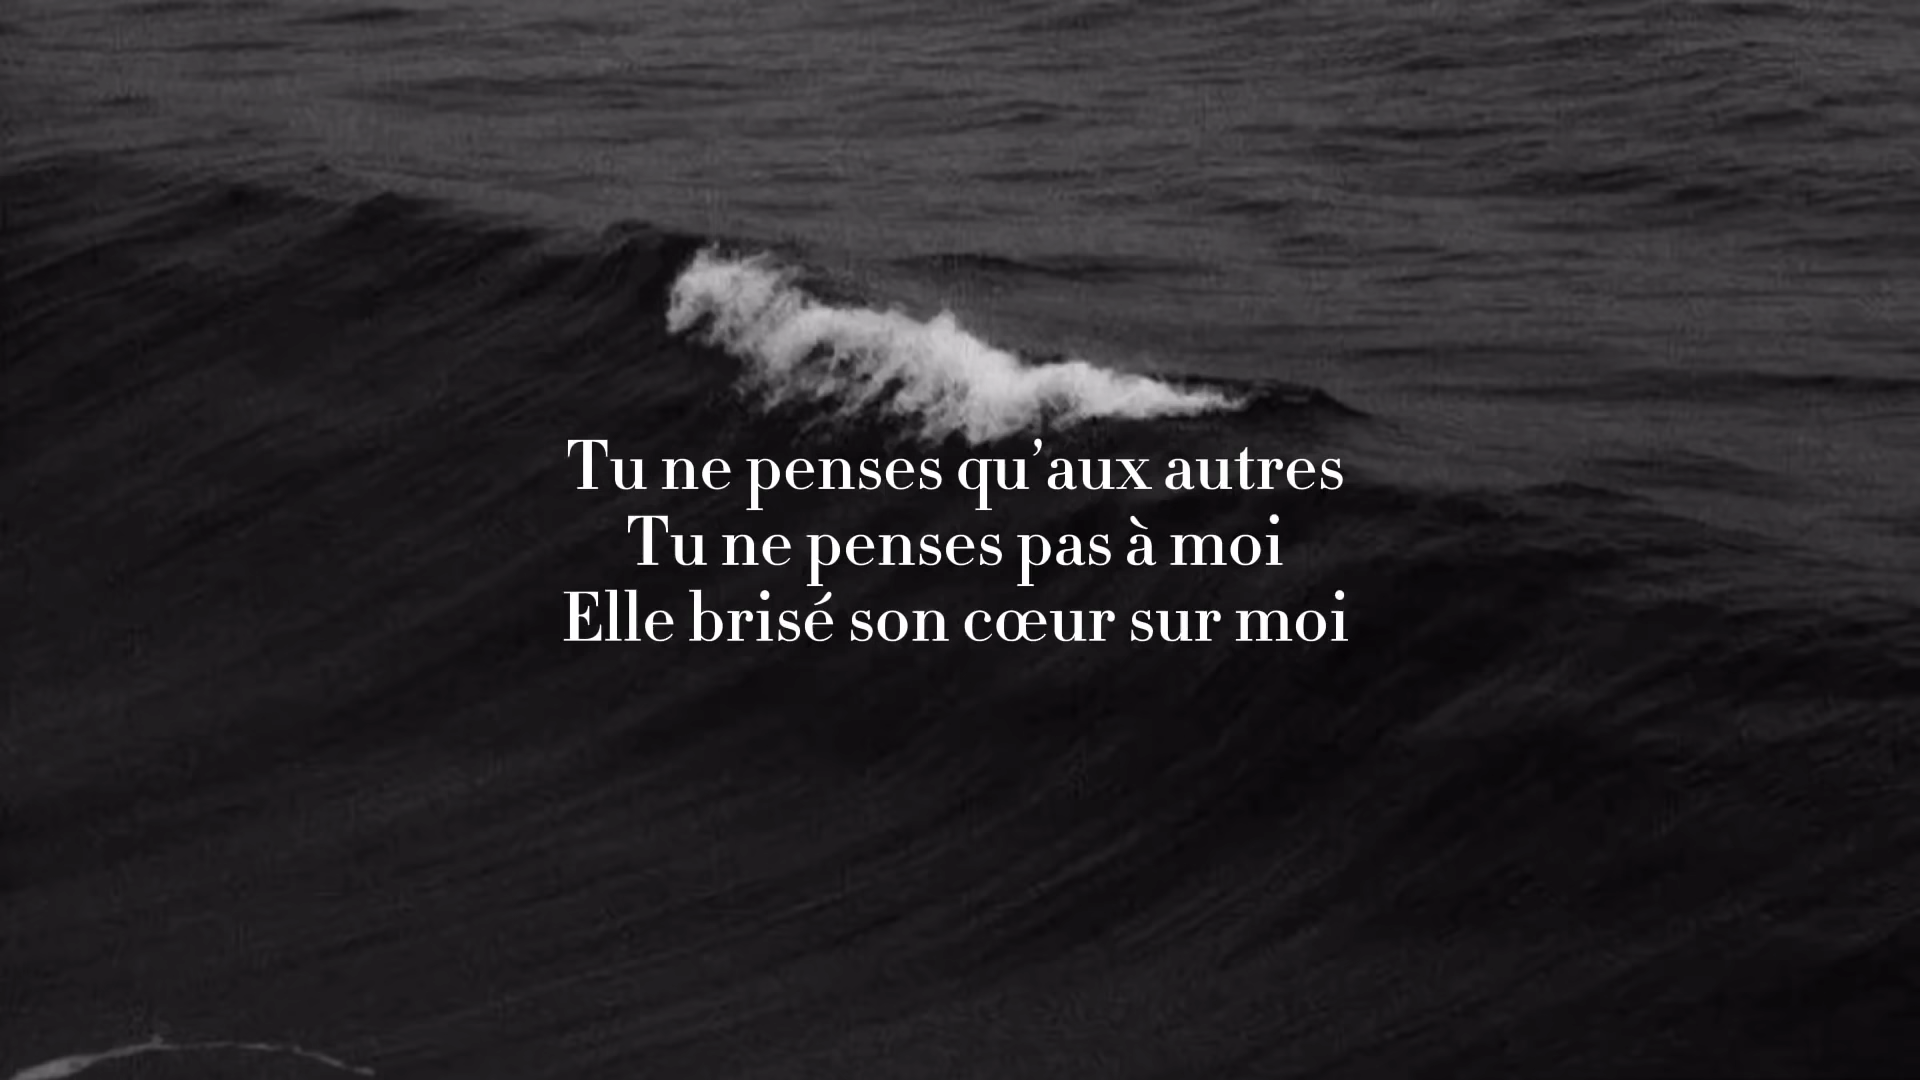 Tu ne penses qu’aux autres
Tu ne penses pas à moi
Elle brisé son cœur sur moi